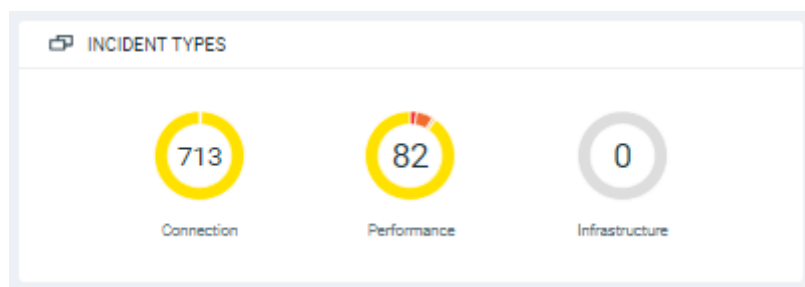 INCIDENT TYPES
713
82
0
Connection
Performance
Infrastructure